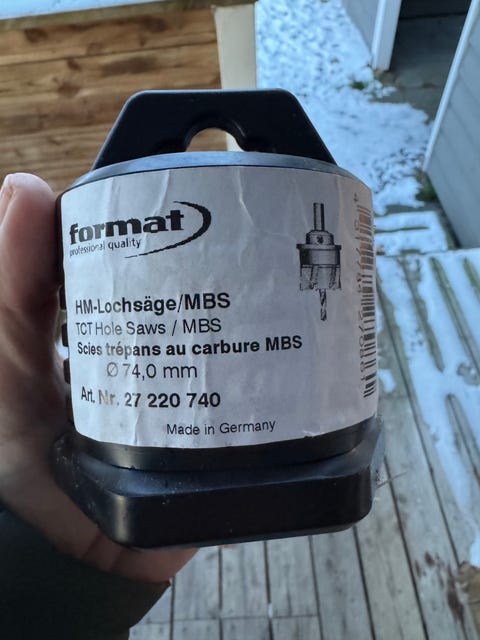 format
professional quality
HM-Lochsäge/MBS
TCT Hole Saws / MBS
Scies trépans au carbure MBS
Ø 74,0 mm
Art. Nr. 27 220 740
Made in Germany